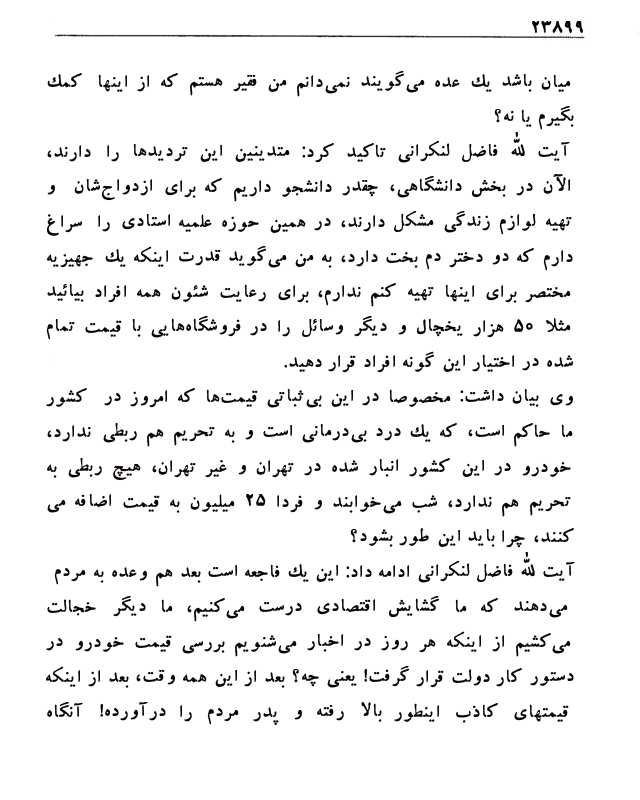 ۲۳۸۹۹
میان باشد یك عده می‌گویند نمی‌دانم من فقیر هستم که از اینها کمك
بگیرم یا نه؟
آیت الله فاضل لنکرانی تاکید کرد: متدینین این تردیدها را دارند،
الآن در بخش دانشگاهی، چقدر دانشجو داریم که برای ازدواج‌شان و
تهیه لوازم زندگی مشکل دارند، در همین حوزه علمیه استادی را سراغ
دارم که دو دختر دم بخت دارد، به من می‌گوید قدرت اینکه یك جهیزیه
مختصر برای اینها تهیه کنم ندارم، برای رعایت شئون همه افراد بیائید
مثلا ۵۰ هزار یخچال و دیگر وسائل را در فروشگاه‌هایی با قیمت تمام
شده در اختیار این گونه افراد قرار دهید.
وی بیان داشت: مخصوصا در این بی‌ثباتی قیمت‌ها که امروز در کشور
ما حاکم است، که یك درد بی‌درمانی است و به تحریم هم ربطی ندارد،
خودرو در این کشور انبار شده در تهران و غیر تهران، هیچ ربطی به
تحریم هم ندارد، شب می‌خوابند و فردا ۲۵ میلیون به قیمت اضافه می
کنند، چرا باید این طور بشود؟
آیت الله فاضل لنکرانی ادامه داد: این یك فاجعه است بعد هم وعده به مردم
می‌دهند که ما گشایش اقتصادی درست می‌کنیم، ما دیگر خجالت
می‌کشیم از اینکه هر روز در اخبار می‌شنویم بررسی قیمت خودرو در
دستور کار دولت قرار گرفت! یعنی چه؟ بعد از این همه وقت، بعد از اینکه
قیمتهای کاذب اینطور بالا رفته و پدر مردم را درآورده! آنگاه